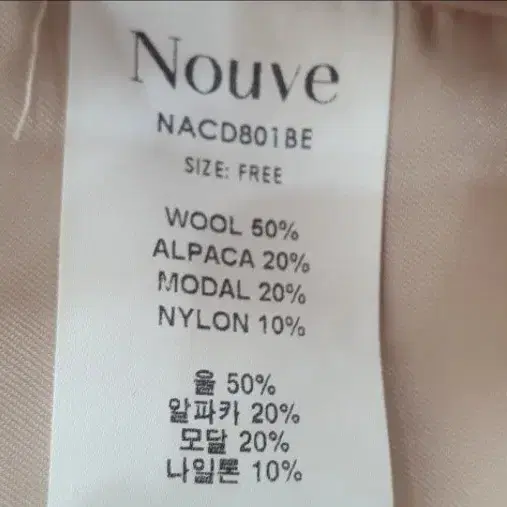 Nouve
NACD801BE
SIZE: FREE
WOOL 50%
ALPACA 20%
MODAL 20%
NYLON 10%
울 50%
알파카 20%
모달 20%
나일론 10%